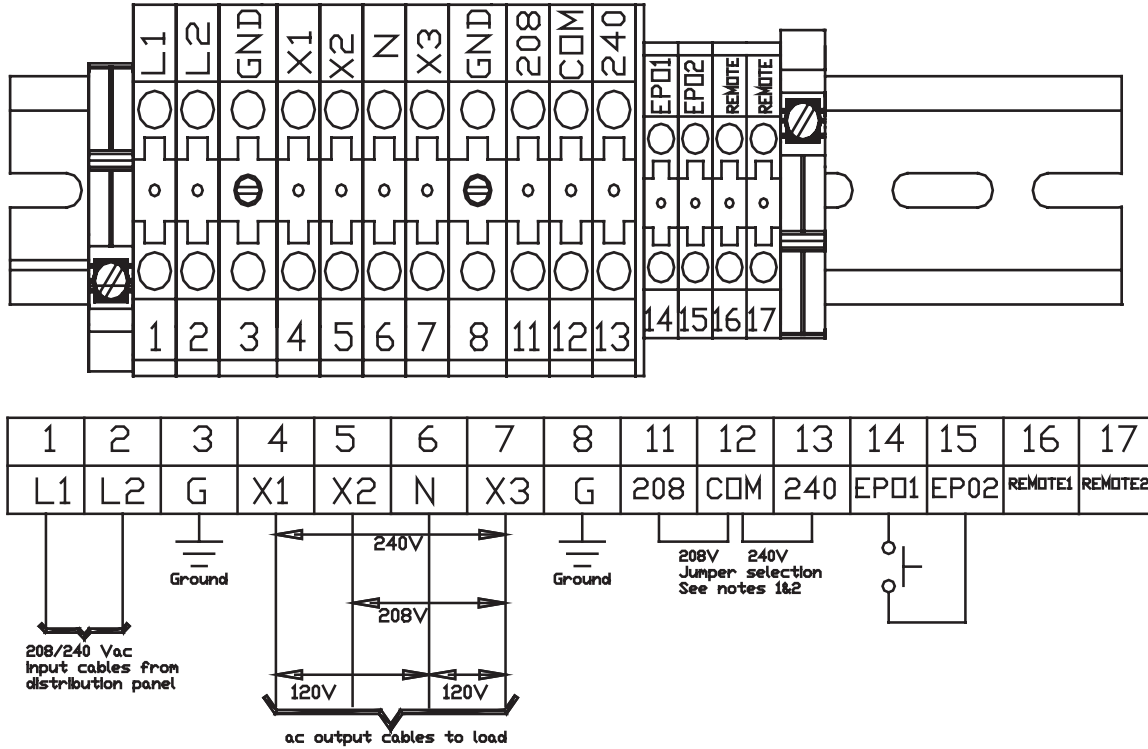 L1 L2 GND X1 X2 N X3 GND 208 COM 240 EPO1 EPO2 REMOTE REMOTE
1 2 3 4 5 6 7 8 11 12 13 14 15 16 17
1 2 3 4 5 6 7 8 11 12 13 14 15 16 17
L1 L2 G X1 X2 N X3 G 208 COM 240 EPO1 EPO2 REMOTE1 REMOTE2
240V
208V 240V
Jumper selection
See notes 1&2
Ground
Ground
208V
208/240 Vac
Input cables from
distribution panel
120V 120V
ac output cables to load